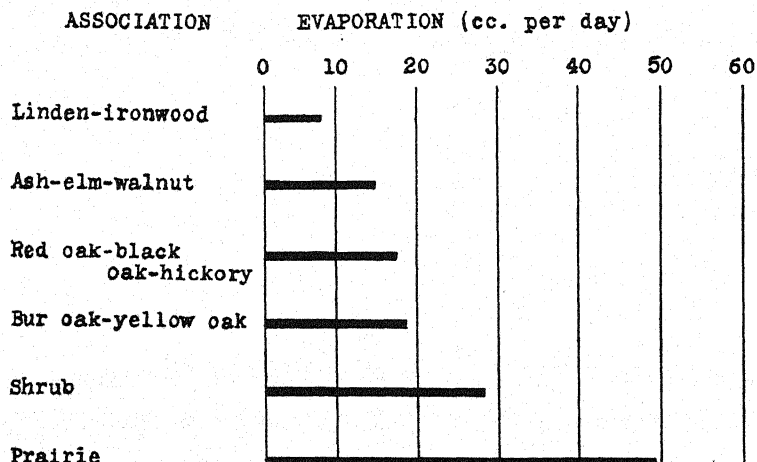 ASSOCIATION EVAPORATION (cc. per day)
0 10 20 30 40 50 60
Linden-ironwood
Ash-elm-walnut
Red oak-black
oak-hickory
Bur oak-yellow oak
Shrub
Prairie